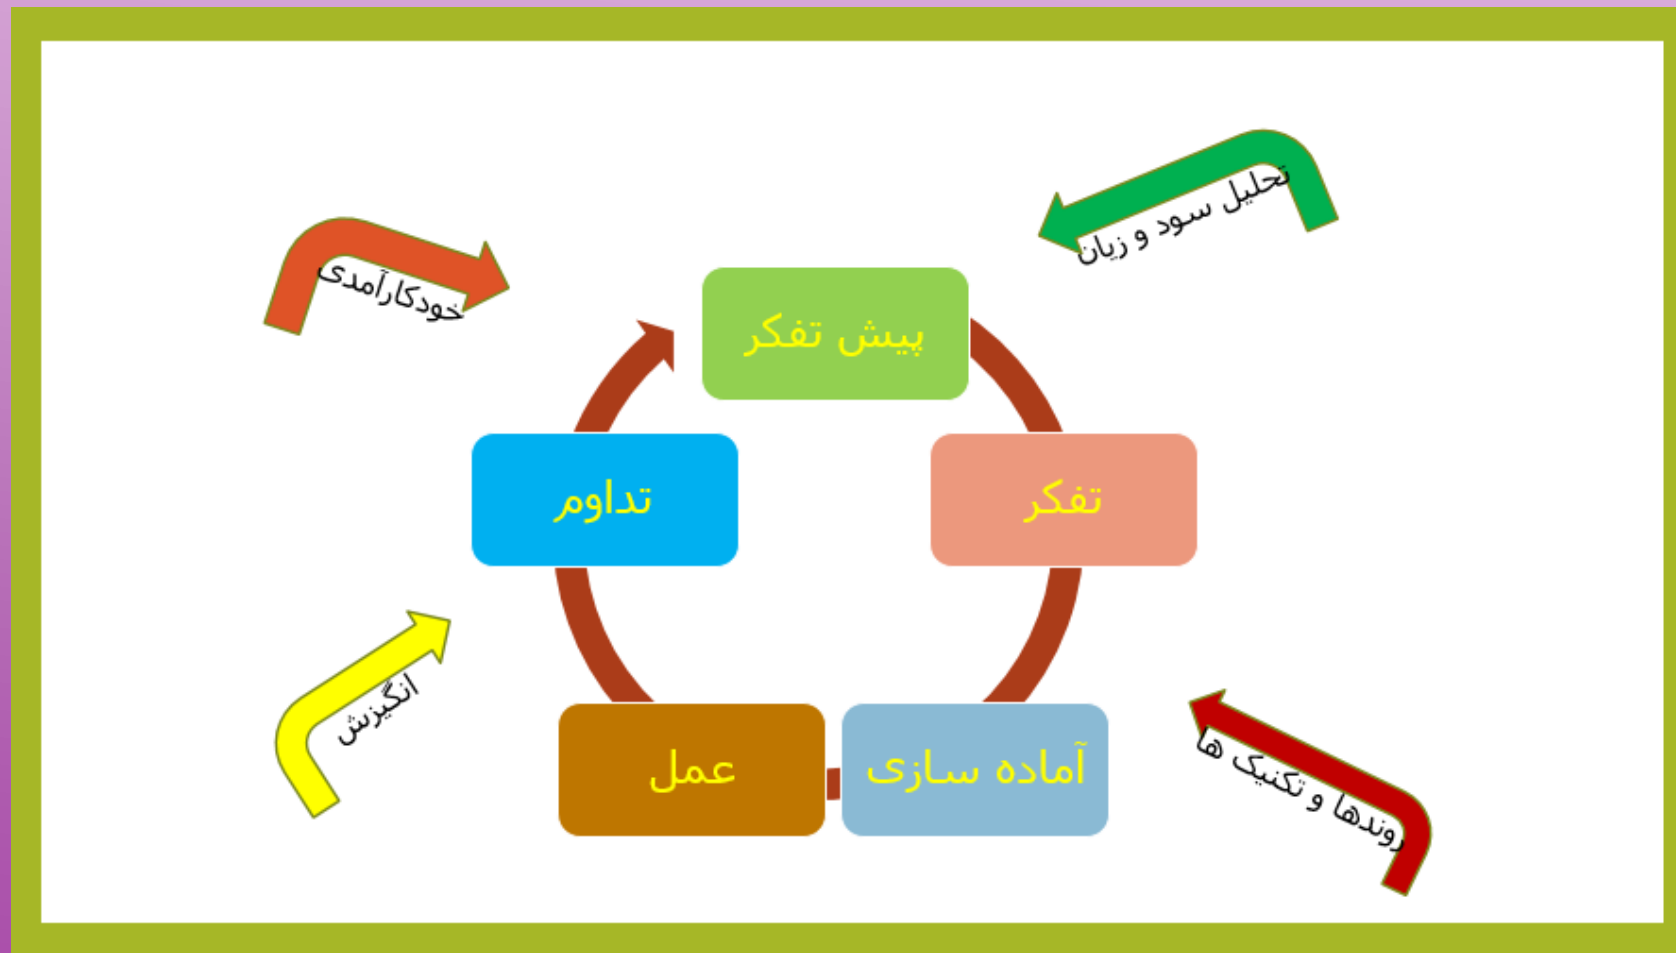 تحلیل سود و زیان
خودکارآمدی
پیش تفکر
تفکر
تداوم
آماده سازی
عمل
انگیزش
روندها و تکنیک ها